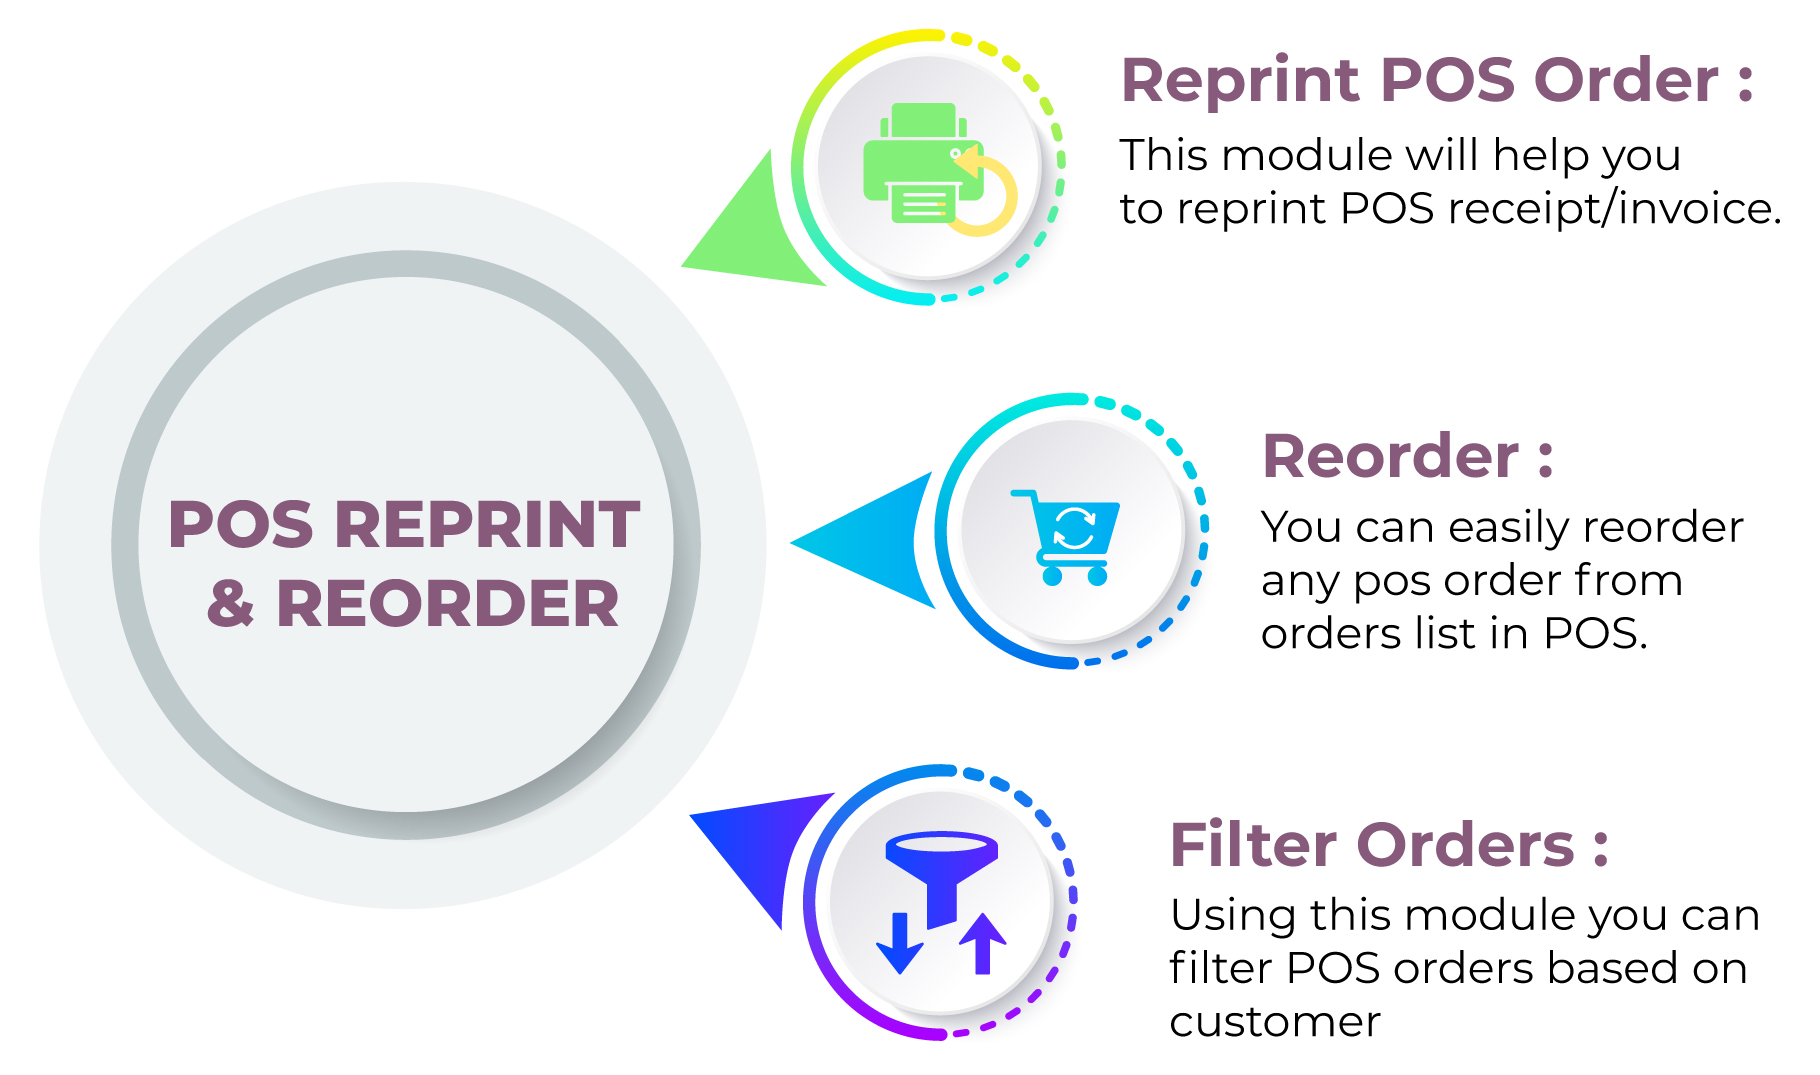 POS REPRINT
& REORDER
Reprint POS Order :
This module will help you
to reprint POS receipt/invoice.
Reorder :
You can easily reorder
any pos order from
orders list in POS.
Filter Orders :
Using this module you can
filter POS orders based on
customer